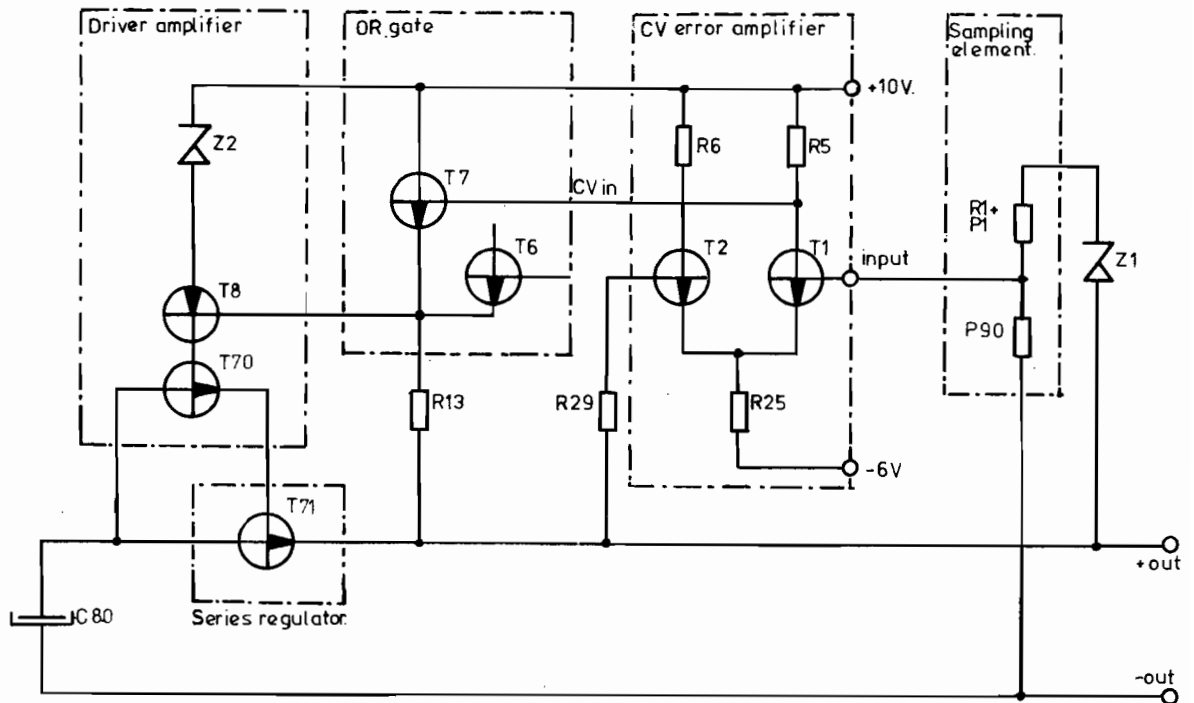 Driver amplifier
OR.gate
CV error amplifier
Sampling
element.
+10V.
Z2
R6
R5
T7
CV in
R1+
P1
T6
T2
T1
input
Z1
T8
P90
T70
R13
R29
R25
-6V
T71
+out
C80
Series regulator.
-out